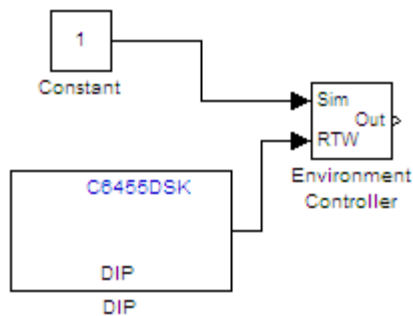 1
Constant
Sim
Out
RTW
Environment
Controller
C6455DSK
DIP
DIP